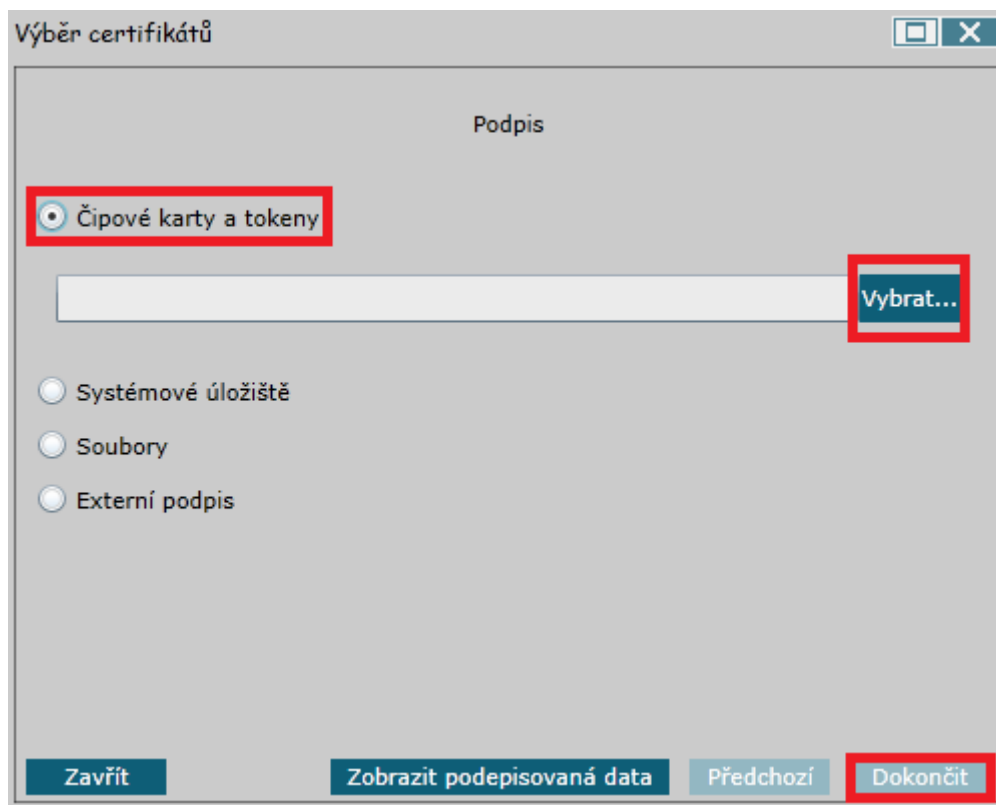 Výběr certifikátů
Podpis
Čipové karty a tokeny
Vybrat...
Systémové úložiště
Soubory
Externí podpis
Zavřít Zobrazit podepisovaná data Předchozí Dokončit